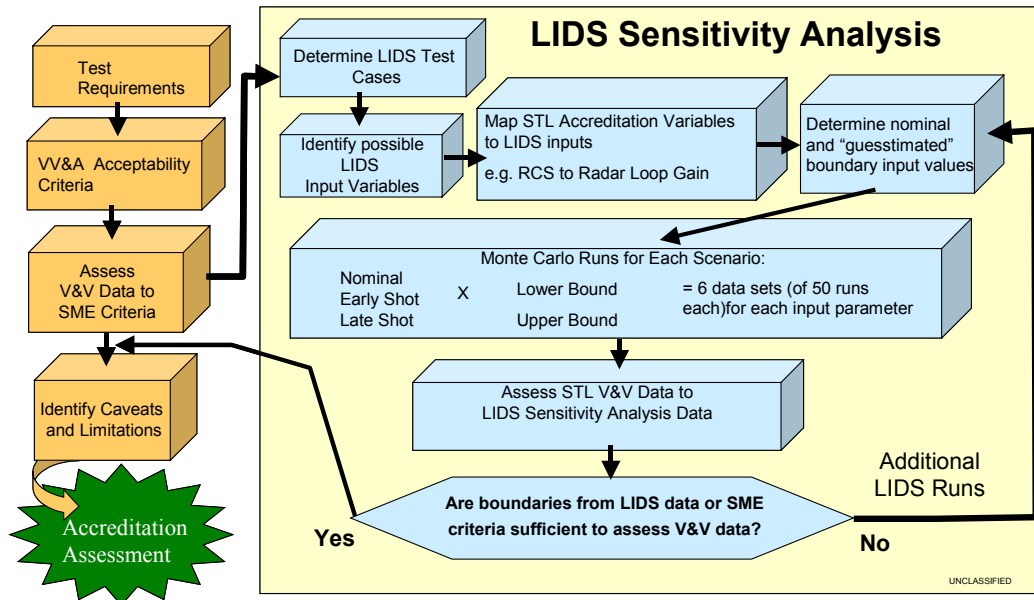 LIDS Sensitivity Analysis
Test
Requirements
VV&A Acceptability
Criteria
Assess
V&V Data to
SME Criteria
Identify Caveats
and Limitations
Accreditation
Assessment
Determine LIDS Test
Cases
Identify possible
LIDS
Input Variables
Map STL Accreditation Variables
to LIDS inputs
e.g. RCS to Radar Loop Gain
Determine nominal
and “guesstimated”
boundary input values
Monte Carlo Runs for Each Scenario:
Nominal
Early Shot
Late Shot
X
Lower Bound
Upper Bound
= 6 data sets (of 50 runs
each)for each input parameter
Assess STL V&V Data to
LIDS Sensitivity Analysis Data
Are boundaries from LIDS data or SME
criteria sufficient to assess V&V data?
Yes
No
Additional
LIDS Runs
UNCLASSIFIED